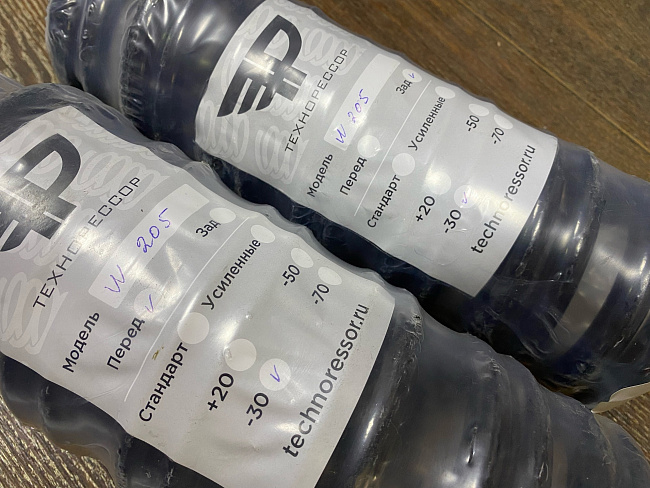 ТЕХНОРЕССОР
Модель W 205
Перед Зад ✓
Стандарт Усиленные
+20 -50
-30 ✓ -70
technoressor.ru
ТЕХНОРЕССОР
Модель W 205
Перед ✓ Зад
Стандарт Усиленные
+20 -50
-30 ✓ -70
technoressor.ru